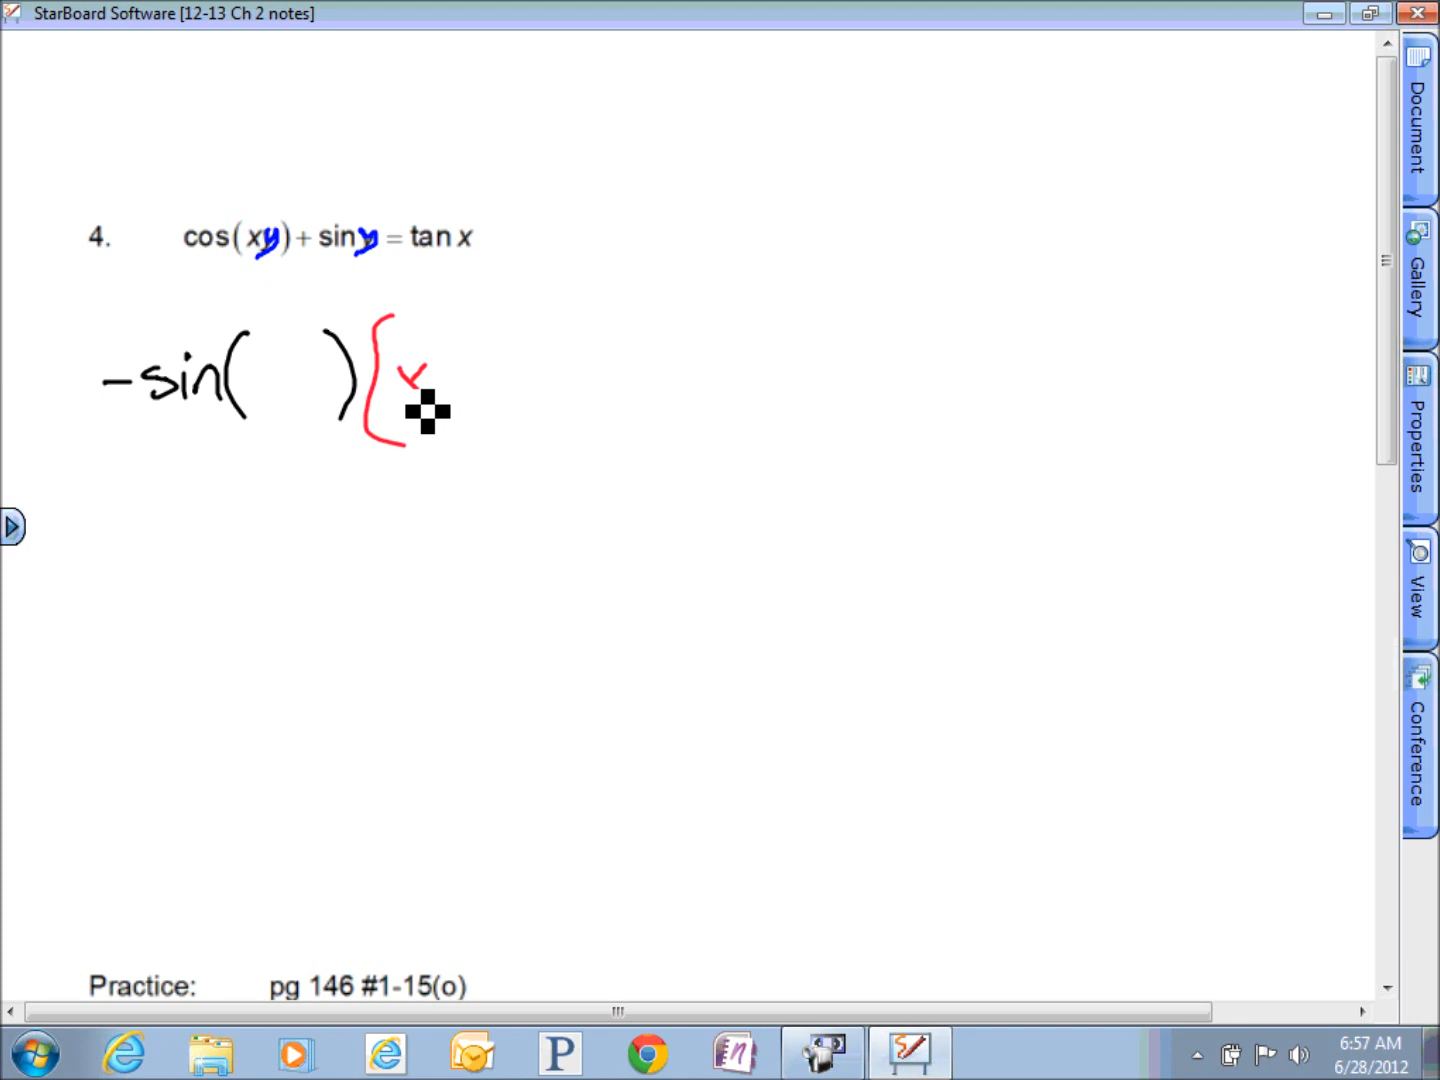 StarBoard Software [12-13 Ch 2 notes]
Document
Gallery
Properties
View
Conference
4. cos(xy) + sin y = tan x
-sin( ) [x
Practice: pg 146 #1-15(o)
6:57 AM
6/28/2012